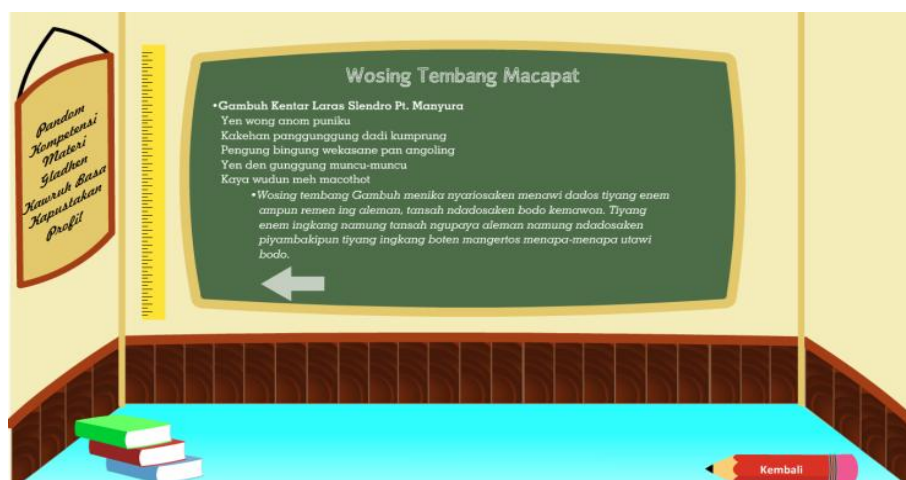 Pandom
Kompetensi
Materi
Gladhen
Kawruh Basa
Kapustakan
Profil
Wosing Tembang Macapat
•Gambuh Kentar Laras Slendro Pt. Manyura
Yen wong anom puniku
Kakehan panggunggung dadi kumprung
Pengung bingung wekasane pan angoling
Yen den gunggung muncu-muncu
Kaya wudun meh macothot
•Wosing tembang Gambuh menika nyariosaken menawi dados tiyang enem
ampun remen ing aleman, tansah ndadosaken bodo kemawon. Tiyang
enem ingkang namung tansah ngupaya aleman namung ndadosaken
piyambakipun tiyang ingkang boten mangertos menapa-menapa utawi
bodo.
Kembali